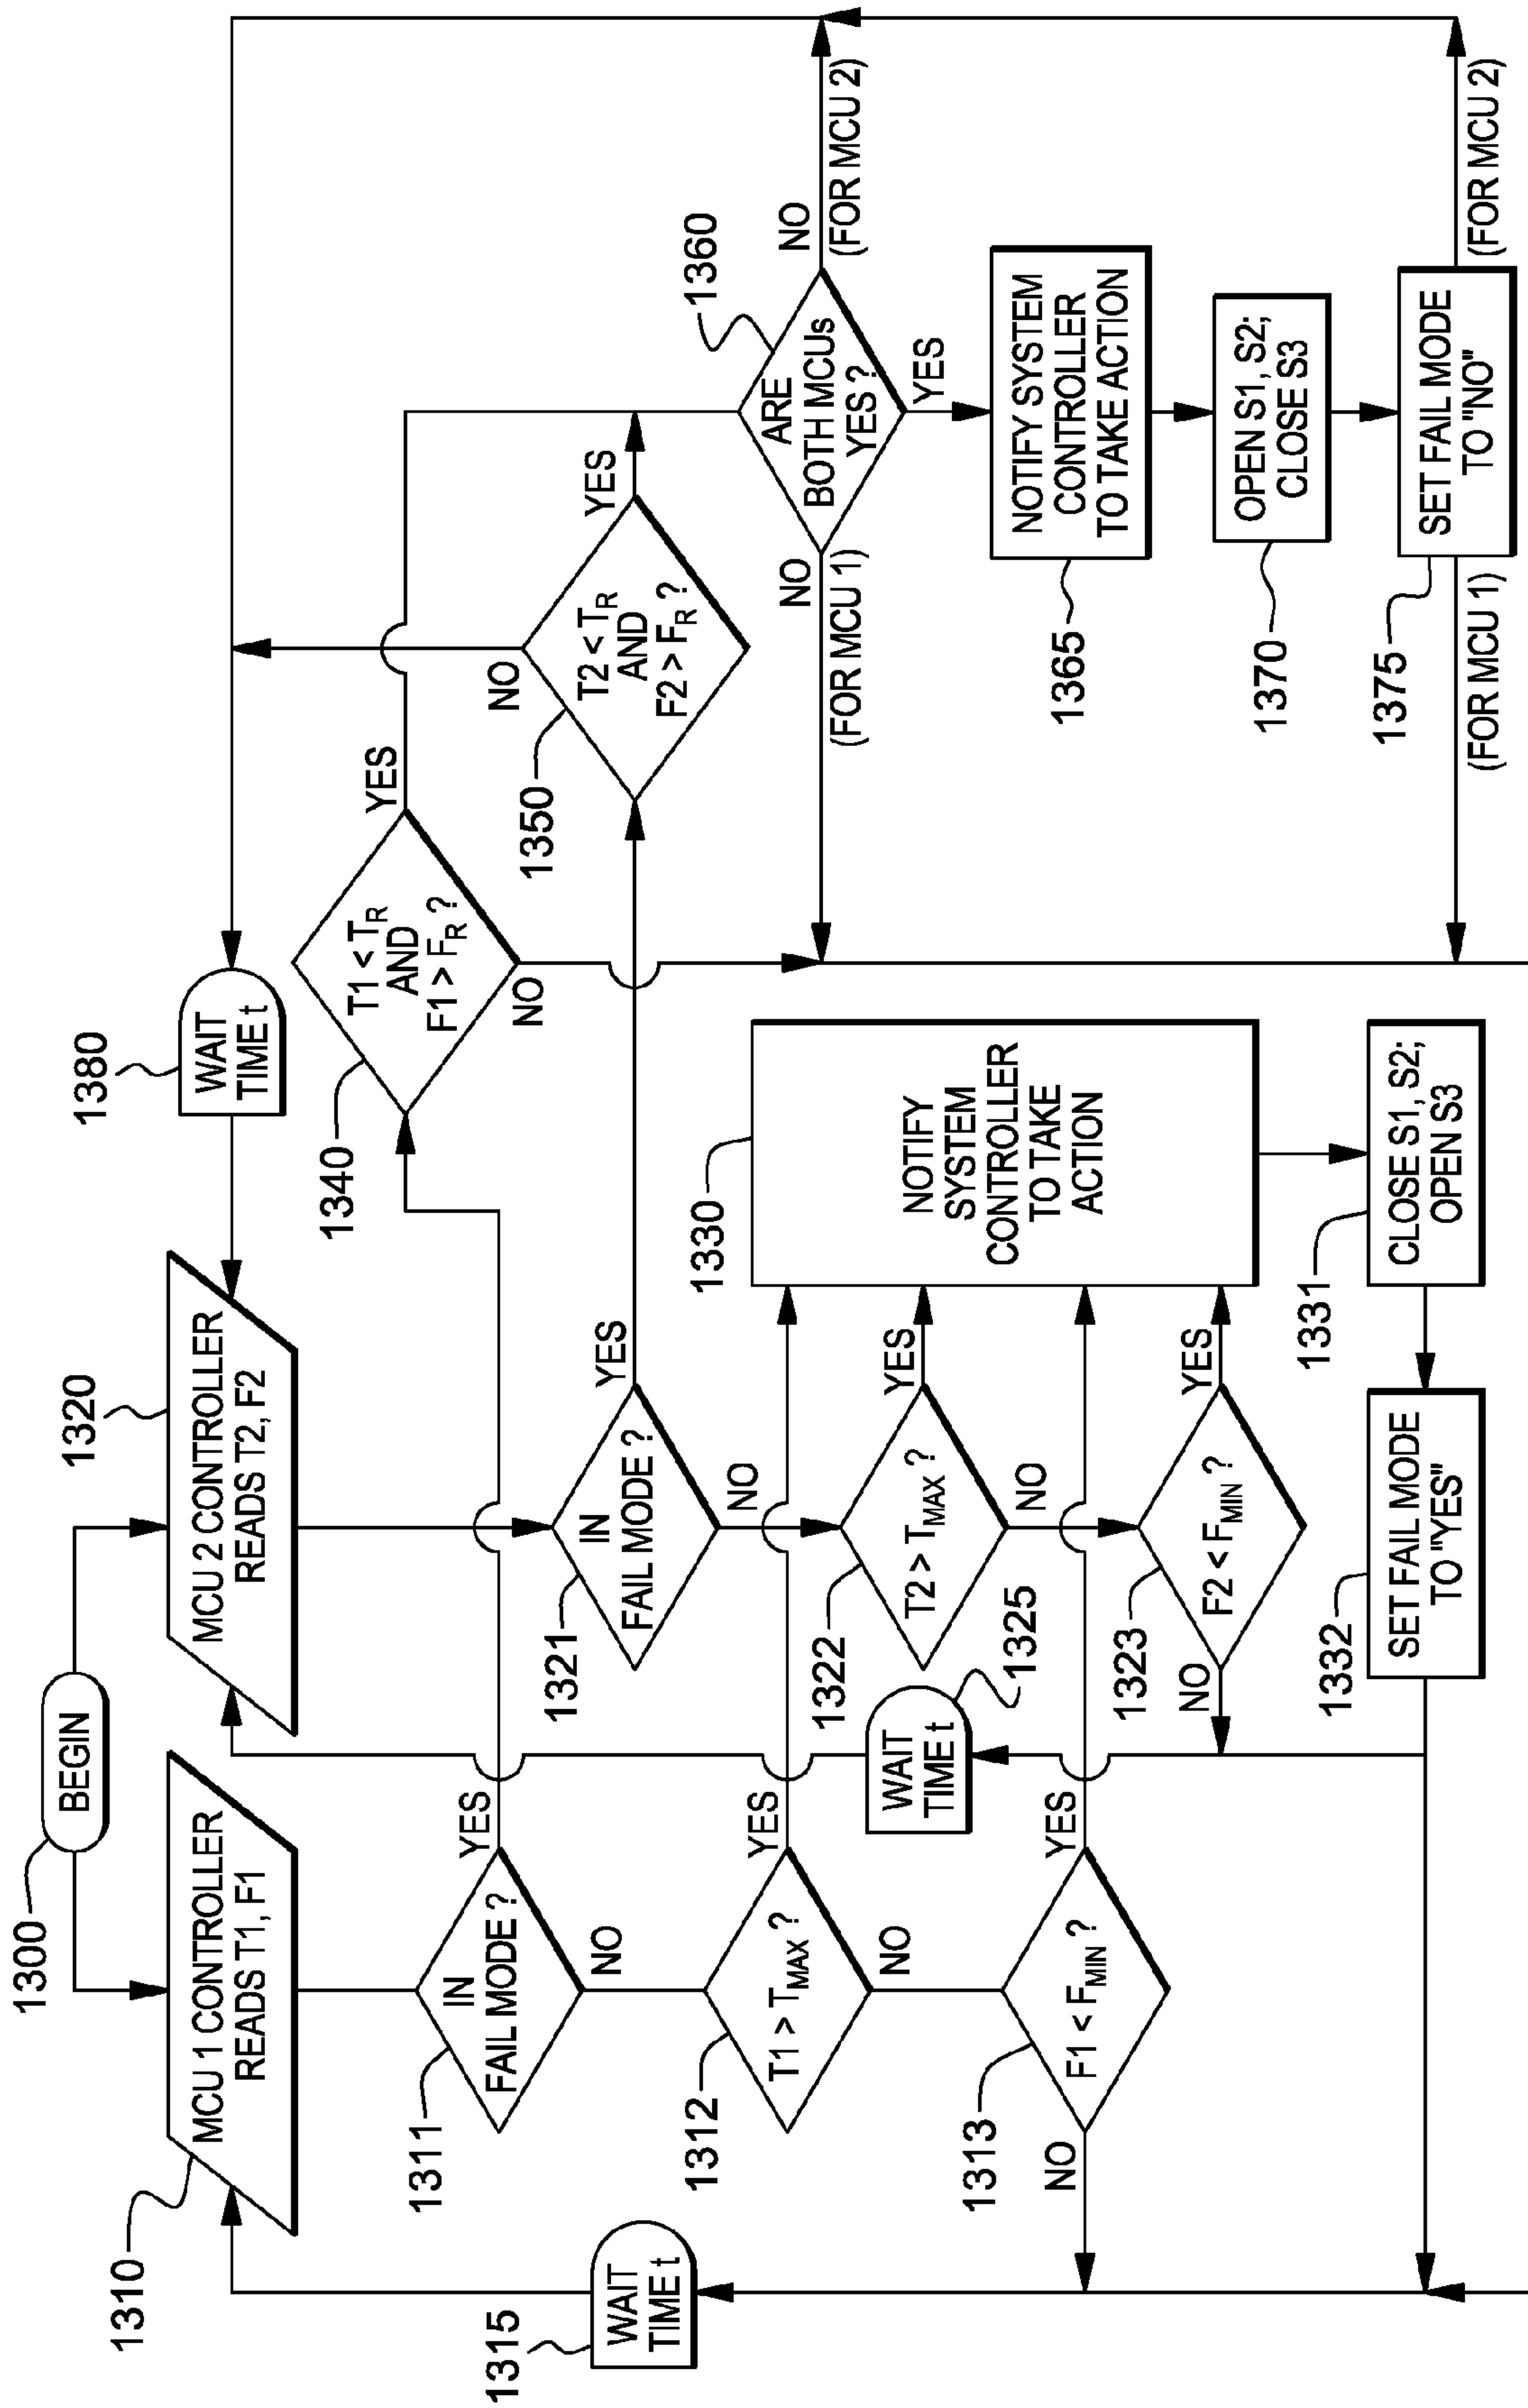 1300
BEGIN
1310
MCU 1 CONTROLLER
READS T1, F1
1320
MCU 2 CONTROLLER
READS T2, F2
1380
WAIT
TIME t
1311
IN
FAIL MODE ?
YES
NO
1321
IN
FAIL MODE ?
YES
NO
1340
T1 < TR
AND
F1 > FR ?
YES
NO
1350
T2 < TR
AND
F2 > FR ?
YES
NO
1315
WAIT
TIME t
1312
T1 > TMAX ?
YES
NO
1325
WAIT
TIME t
1322
T2 > TMAX ?
YES
NO
1330
NOTIFY
SYSTEM
CONTROLLER
TO TAKE
ACTION
1360
ARE
BOTH MCUs
YES ?
NO
(FOR MCU 1)
NO
(FOR MCU 2)
YES
1313
F1 < FMIN ?
YES
NO
1323
F2 < FMIN ?
YES
NO
1365
NOTIFY SYSTEM
CONTROLLER
TO TAKE ACTION
1370
OPEN S1, S2;
CLOSE S3
1332
SET FAIL MODE
TO "YES"
1331
CLOSE S1, S2;
OPEN S3
1375
SET FAIL MODE
TO "NO"
(FOR MCU 1)
(FOR MCU 2)